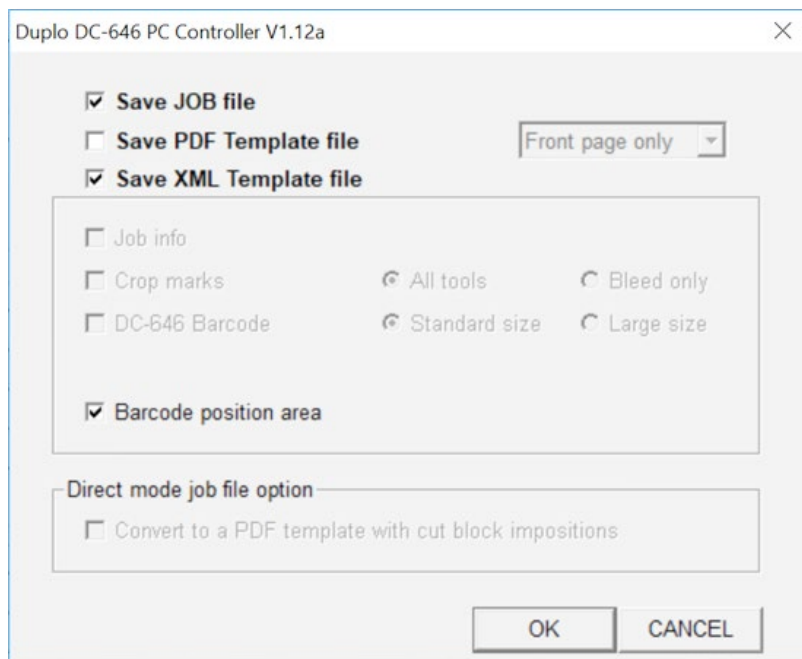 Duplo DC-646 PC Controller V1.12a
Save JOB file
Save PDF Template file Front page only
Save XML Template file
Job info
Crop marks All tools Bleed only
DC-646 Barcode Standard size Large size
Barcode position area
Direct mode job file option
Convert to a PDF template with cut block impositions
OK CANCEL